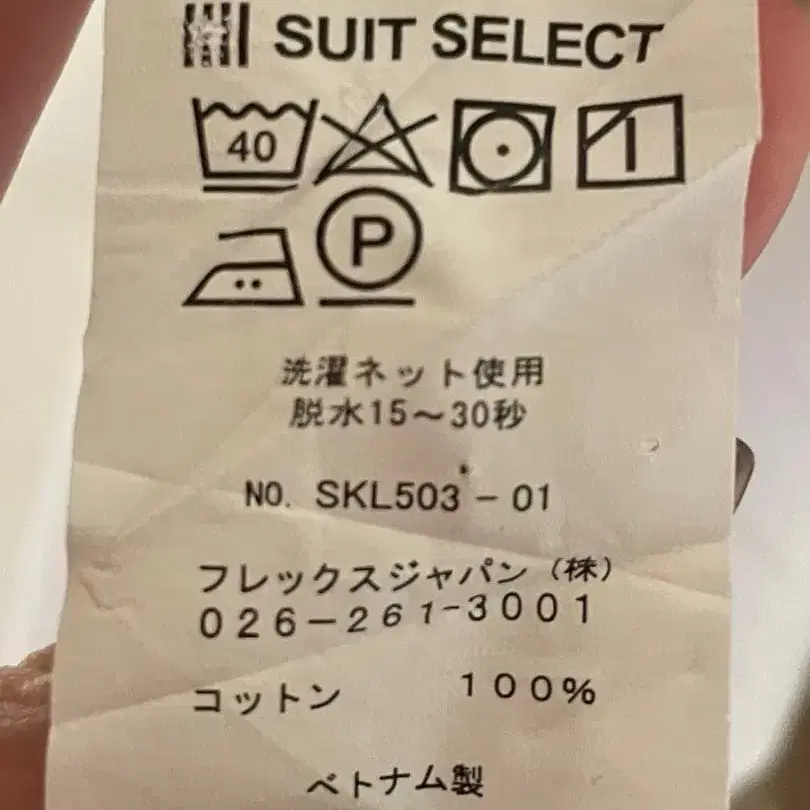 SUIT SELECT
40
P
洗濯ネット使用
脱水15～30秒
NO. SKL503-01
フレックスジャパン（株）
026-261-3001
コットン 100%
ベトナム製